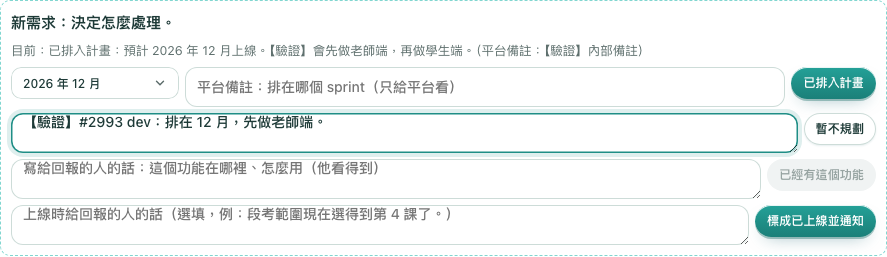 新需求：決定怎麼處理。
目前：已排入計畫：預計 2026 年 12 月上線。【驗證】會先做老師端，再做學生端。（平台備註：【驗證】內部備註）
2026 年 12 月
平台備註：排在哪個 sprint（只給平台看）
已排入計畫
【驗證】#2993 dev：排在 12 月，先做老師端。
暫不規劃
寫給回報的人的話：這個功能在哪裡、怎麼用（他看得到）
已經有這個功能
上線時給回報的人的話（選填，例：段考範圍現在選得到第 4 課了。）
標成已上線並通知